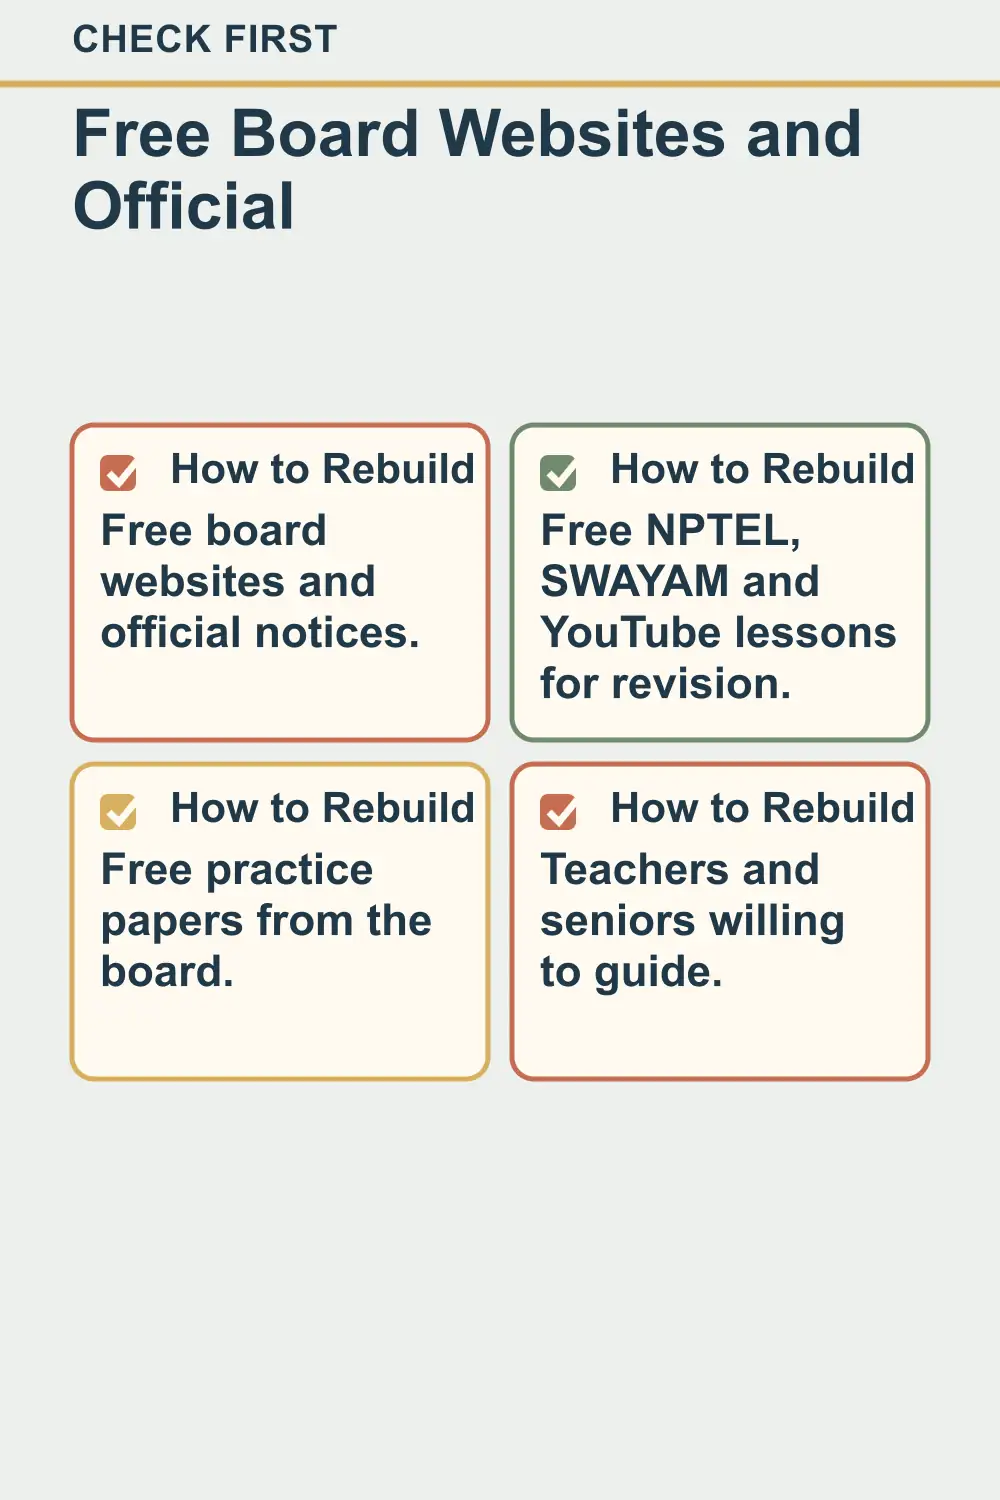 CHECK FIRST
Free Board Websites and
Official
How to Rebuild
Free board
websites and
official notices.
How to Rebuild
Free NPTEL,
SWAYAM and
YouTube lessons
for revision.
How to Rebuild
Free practice
papers from the
board.
How to Rebuild
Teachers and
seniors willing
to guide.